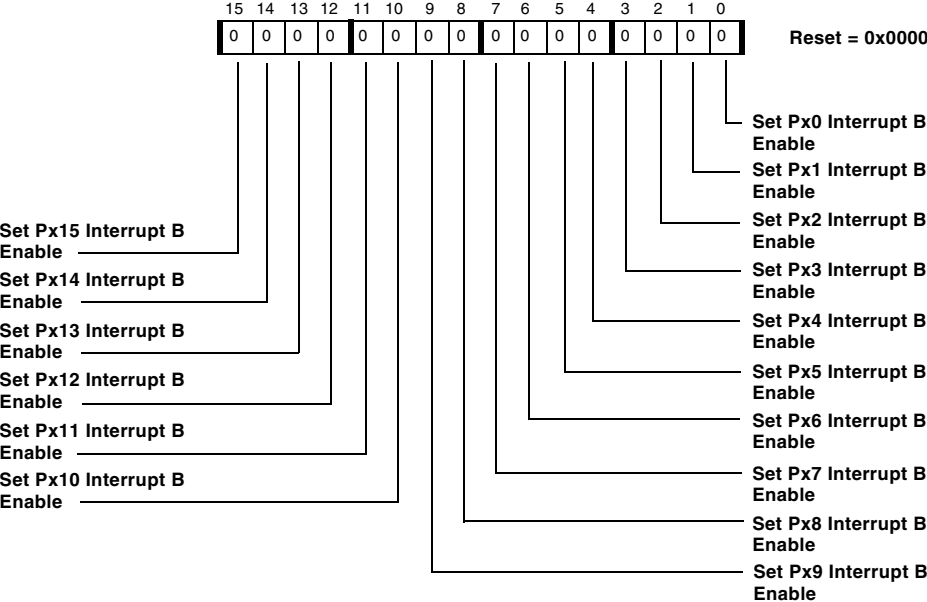 15 14 13 12 11 10 9 8 7 6 5 4 3 2 1 0
0 0 0 0 0 0 0 0 0 0 0 0 0 0 0 0
Reset = 0x0000
Set Px0 Interrupt B
Enable
Set Px1 Interrupt B
Enable
Set Px2 Interrupt B
Enable
Set Px3 Interrupt B
Enable
Set Px4 Interrupt B
Enable
Set Px5 Interrupt B
Enable
Set Px6 Interrupt B
Enable
Set Px7 Interrupt B
Enable
Set Px8 Interrupt B
Enable
Set Px9 Interrupt B
Enable
Set Px15 Interrupt B
Enable
Set Px14 Interrupt B
Enable
Set Px13 Interrupt B
Enable
Set Px12 Interrupt B
Enable
Set Px11 Interrupt B
Enable
Set Px10 Interrupt B
Enable